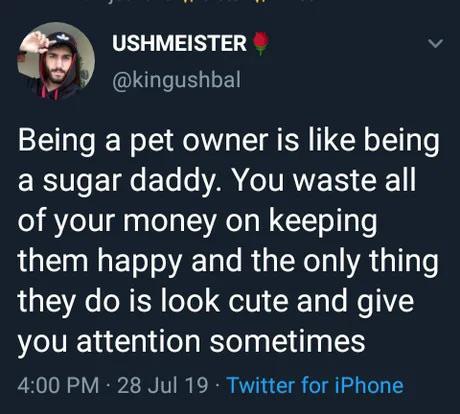 USHMEISTER🌹
@kingushbal
Being a pet owner is like being
a sugar daddy. You waste all
of your money on keeping
them happy and the only thing
they do is look cute and give
you attention sometimes
4:00 PM · 28 Jul 19 · Twitter for iPhone